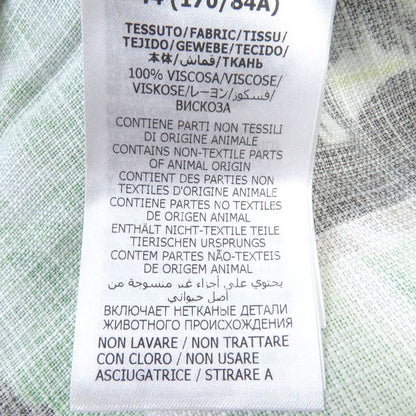 44 (170/84A)
TESSUTO/FABRIC/TISSU/
TEJIDO/GEWEBE/TECIDO/
本体/قماش/ТКАНЬ
100% VISCOSA/VISCOSE/
VISKOSE/レーヨン/فسكوز/
ВИСКОЗА
CONTIENE PARTI NON TESSILI
DI ORIGINE ANIMALE
CONTAINS NON-TEXTILE PARTS
OF ANIMAL ORIGIN
CONTIENT DES PARTIES NON
TEXTILES D'ORIGINE ANIMALE
CONTIENE PARTES NO TEXTILES
DE ORIGEN ANIMAL
ENTHÄLT NICHT-TEXTILE TEILE
TIERISCHEN URSPRUNGS
CONTEM PARTES NÃO-TEXTEIS
DE ORIGEM ANIMAL
يحتوي على أجزاء غير منسوجة من
أصل حيواني
ВКЛЮЧАЕТ НЕТКАНЫЕ ДЕТАЛИ
ЖИВОТНОГО ПРОИСХОЖДЕНИЯ
NON LAVARE / NON TRATTARE
CON CLORO / NON USARE
ASCIUGATRICE / STIRARE A